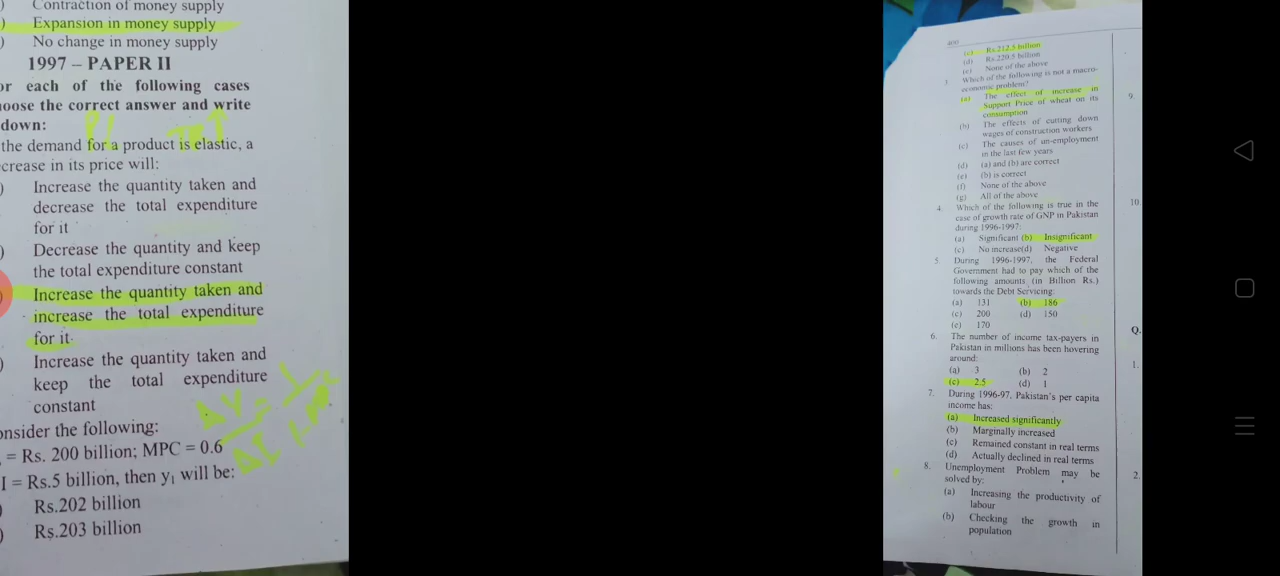 Contraction of money supply
Expansion in money supply
) No change in money supply
1997 – PAPER II
or each of the following cases
hoose the correct answer and write
down:
the demand for a product is elastic, a
crease in its price will:
) Increase the quantity taken and
decrease the total expenditure
for it
) Decrease the quantity and keep
the total expenditure constant
Increase the quantity taken and
increase the total expenditure
for it
) Increase the quantity taken and
keep the total expenditure
constant
onsider the following:
= Rs. 200 billion; MPC = 0.6
I = Rs.5 billion, then y₁ will be:
Rs.202 billion
) Rs.203 billion
400
(c) Rs.212.5 billion
(d) Rs.220.5 billion
(e) None of the above
3. Which of the following is not a macro-
economic problem?
(a) The effect of increase in
Support Price of wheat on its
consumption
(b) The effects of cutting down
wages of construction workers
(c) The causes of un-employment
in the last few years
(d) (a) and (b) are correct
(e) (b) is correct
(f) None of the above
(g) All of the above
4. Which of the following is true in the
case of growth rate of GNP in Pakistan
during 1996-1997:
(a) Significant (b) Insignificant
(c) No increase(d) Negative
5. During 1996-1997, the Federal
Government had to pay which of the
following amounts (in Billion Rs.)
towards the Debt Servicing:
(a) 131 (b) 186
(c) 200 (d) 150
(e) 170
6. The number of income tax-payers in
Pakistan in millions has been hovering
around:
(a) 3 (b) 2
(c) 2.5 (d) 1
7. During 1996-97, Pakistan's per capita
income has:
(a) Increased significantly
(b) Marginally increased
(c) Remained constant in real terms
(d) Actually declined in real terms
8. Unemployment Problem may be
solved by:
(a) Increasing the productivity of
labour
(b) Checking the growth in
population
9.
10.
Q.
1.
2.